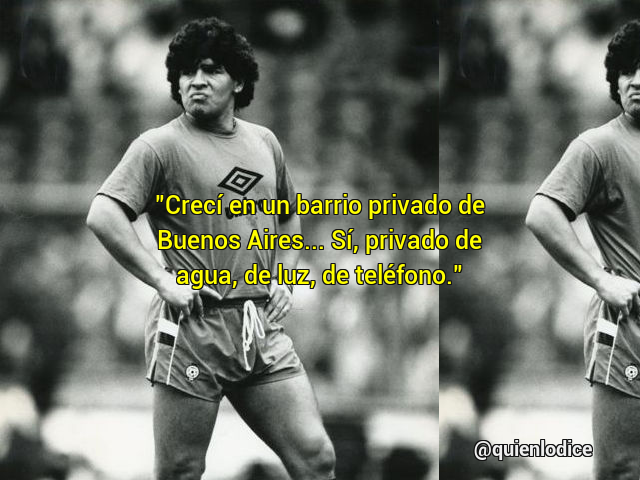 "Crecí en un barrio privado de
Buenos Aires... Sí, privado de
agua, de luz, de teléfono."
@quienlodice